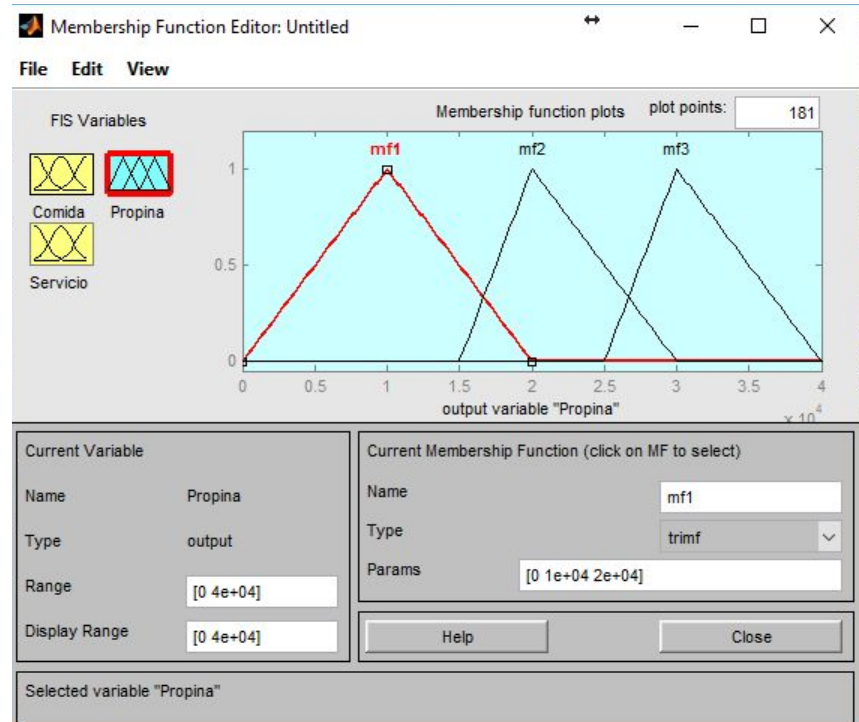 Membership Function Editor: Untitled
File Edit View
FIS Variables
Membership function plots
plot points:
181
Comida
Propina
Servicio
mf1
mf2
mf3
1
0.5
0
0 0.5 1 1.5 2 2.5 3 3.5 4
output variable "Propina"
x 10^4
Current Variable
Name Propina
Type output
Range [0 4e+04]
Display Range [0 4e+04]
Current Membership Function (click on MF to select)
Name mf1
Type trimf
Params [0 1e+04 2e+04]
Help
Close
Selected variable "Propina"